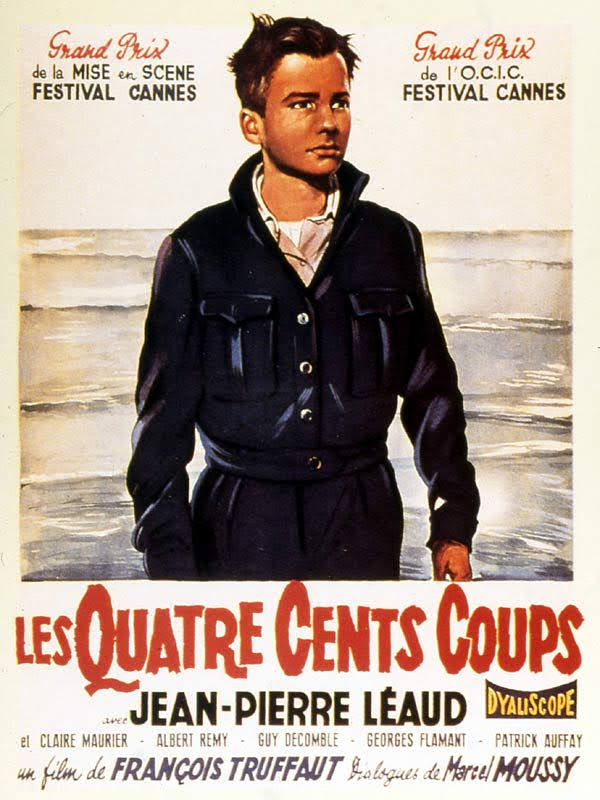 Grand Prix
de la MISE en SCENE
FESTIVAL CANNES
Grand Prix
de l'O.C.I.C.
FESTIVAL CANNES
LES QUATRE CENTS COUPS
avec JEAN-PIERRE LÉAUD
DYALISCOPE
et CLAIRE MAURIER - ALBERT REMY - GUY DECOMBLE - GEORGES FLAMANT - PATRICK AUFFAY
un film de FRANÇOIS TRUFFAUT Dialogues de Marcel MOUSSY